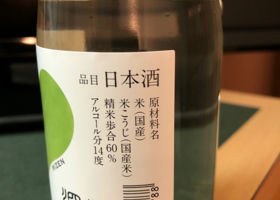 品目 日本酒
原材料名
米(国産)
米こうじ(国産米)
精米歩合60%
アルコール分14度
ZEN